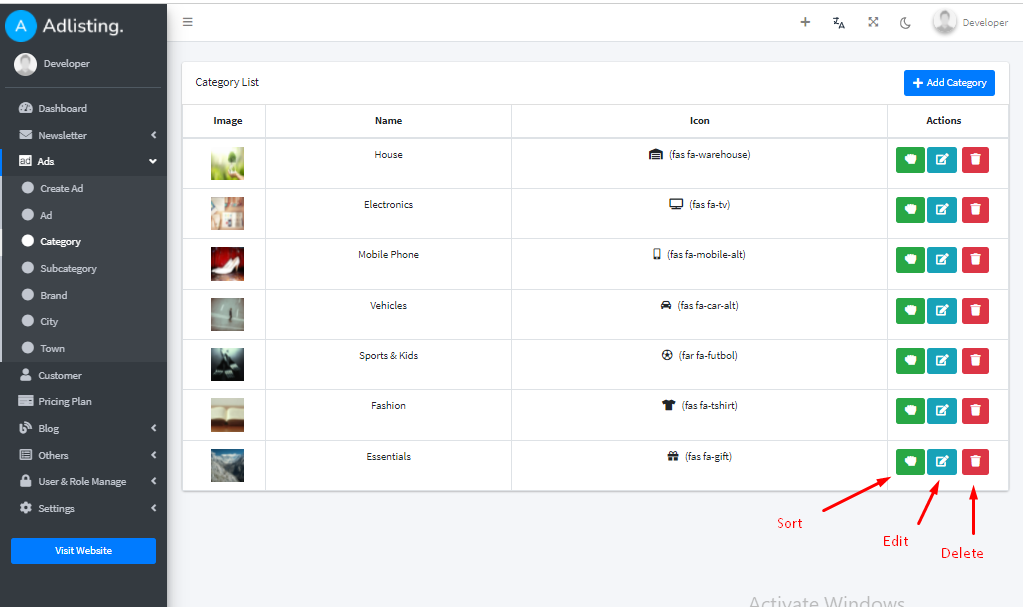 A Adlisting.
Developer
Developer
Dashboard
Newsletter
ad Ads
Create Ad
Ad
Category
Subcategory
Brand
City
Town
Customer
Pricing Plan
Blog
Others
User & Role Manage
Settings
Visit Website
Category List
Add Category
Image Name Icon Actions
House (fas fa-warehouse)
Electronics (fas fa-tv)
Mobile Phone (fas fa-mobile-alt)
Vehicles (fas fa-car-alt)
Sports & Kids (far fa-futbol)
Fashion (fas fa-tshirt)
Essentials (fas fa-gift)
Sort
Edit
Delete
Activate Windows